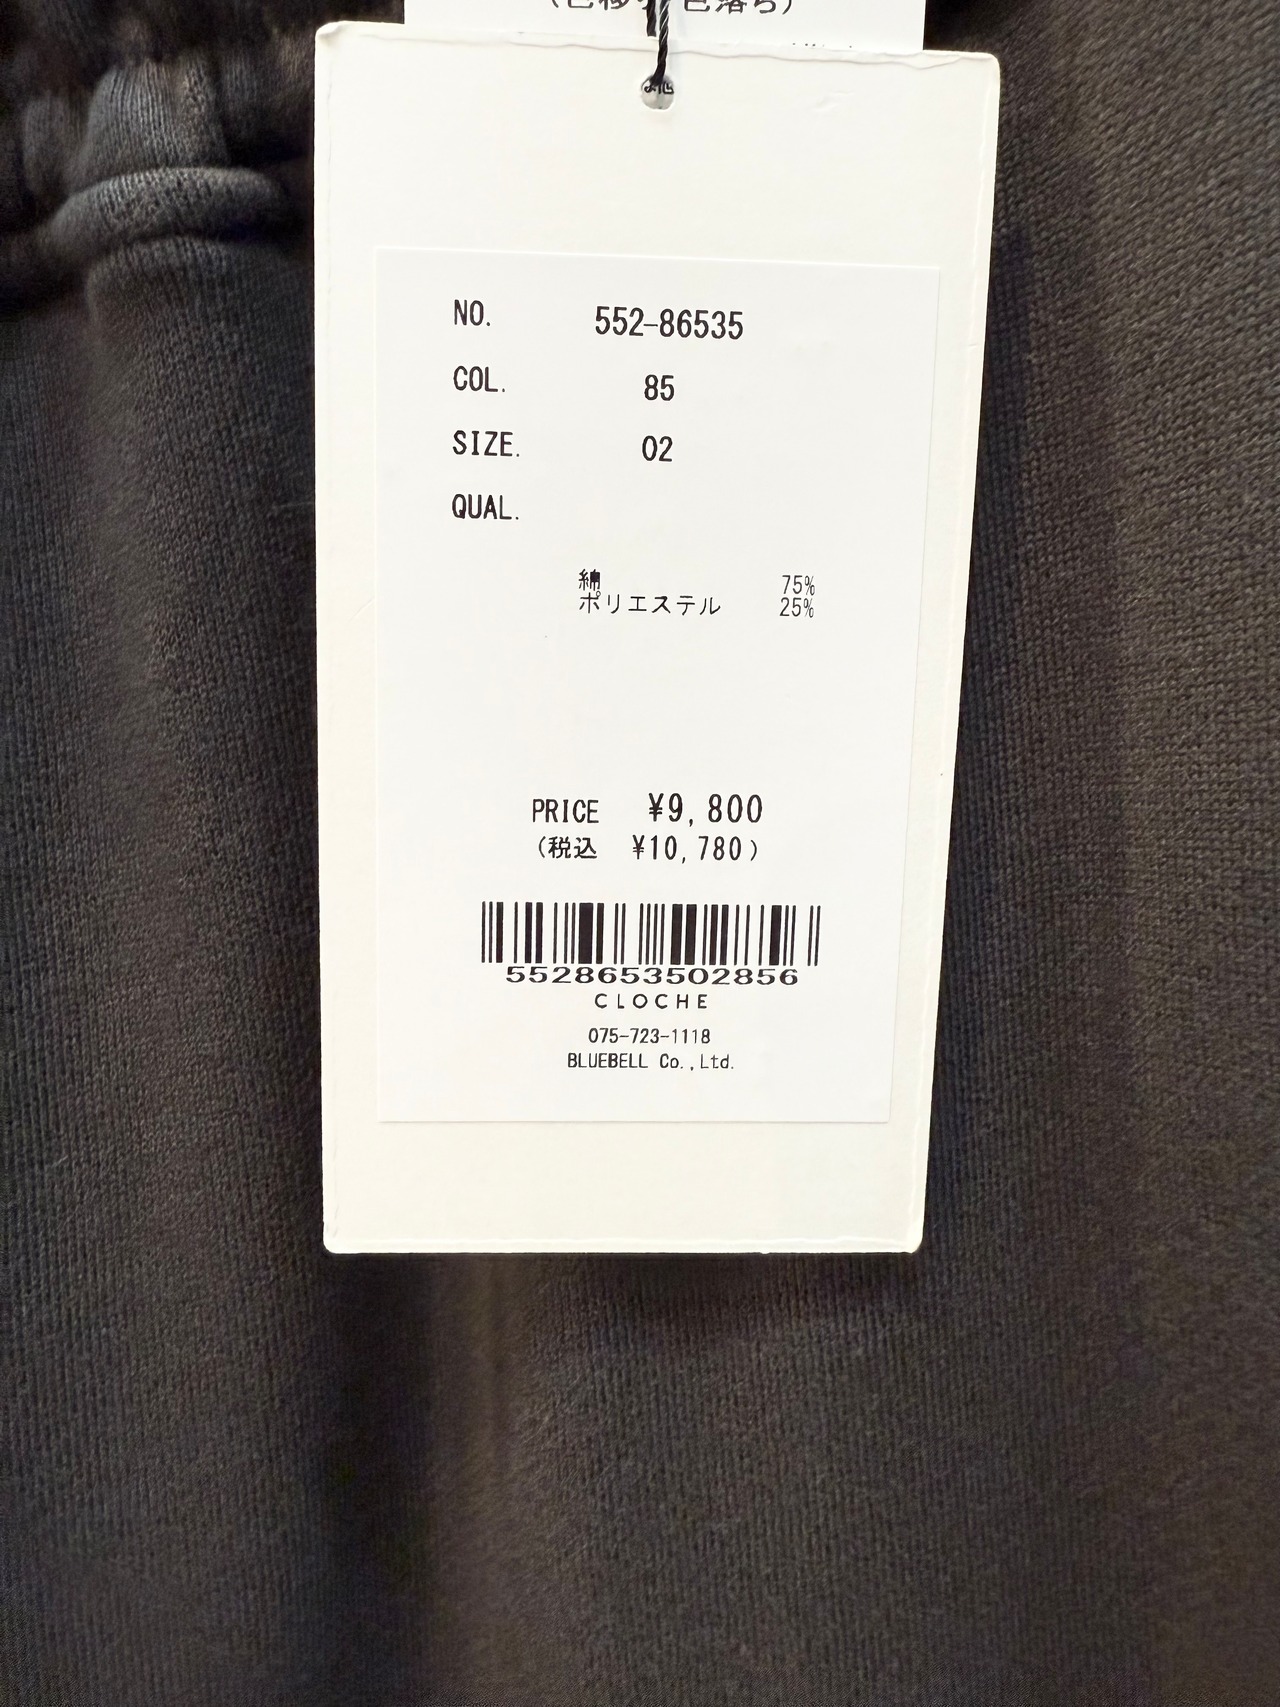 NO. 552-86535
COL. 85
SIZE. 02
QUAL.
綿 75%
ポリエステル 25%
PRICE ¥9,800
(税込 ¥10,780)
5528653502856
CLOCHE
075-723-1118
BLUEBELL Co.,Ltd.